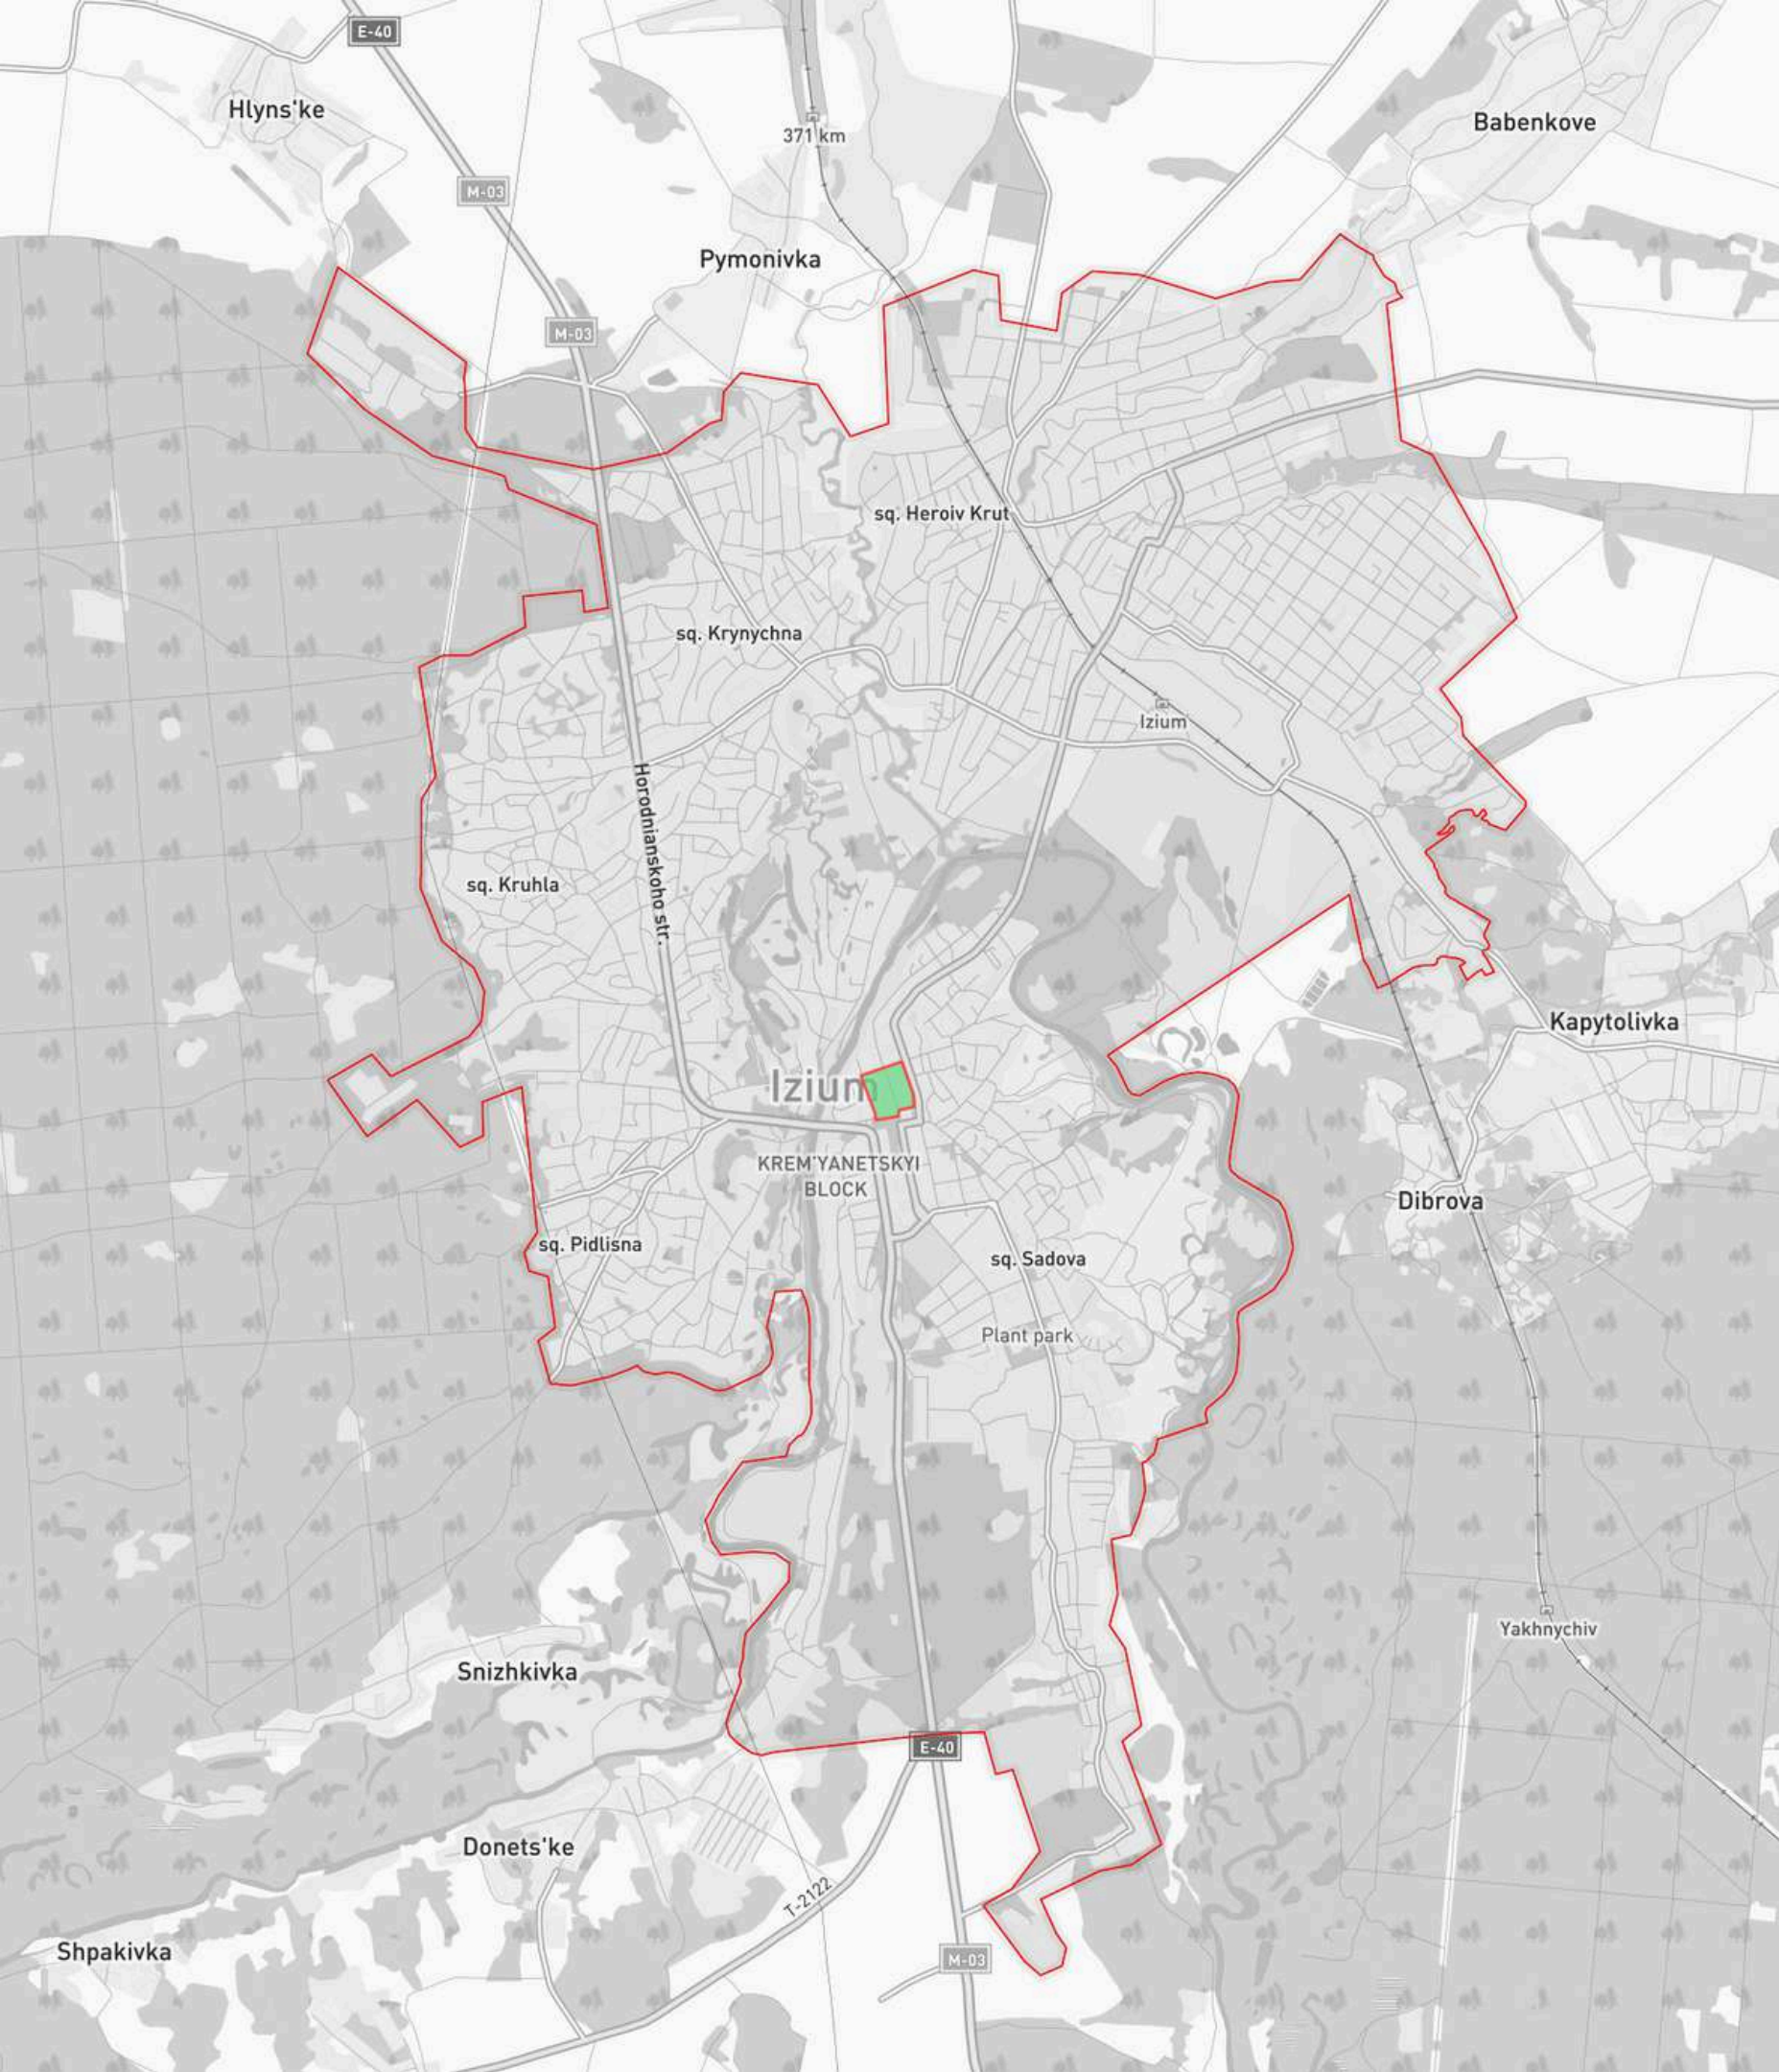 E-40
Hlyns'ke
Babenkove
371 km
M-03
Pymonivka
M-03
sq. Heroiv Krut
sq. Krynychna
Izium
Horodnianskoho str.
sq. Kruhla
Kapytolivka
Izium
KREM'YANETSKYI
BLOCK
Dibrova
sq. Pidlisna
sq. Sadova
Plant park
Yakhnychiv
Snizhkivka
E-40
Donets'ke
T-2122
Shpakivka
M-03